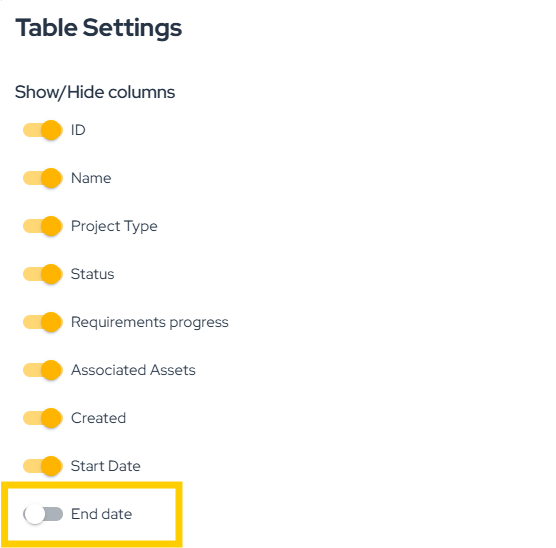 Table Settings
Show/Hide columns
ID
Name
Project Type
Status
Requirements progress
Associated Assets
Created
Start Date
End date